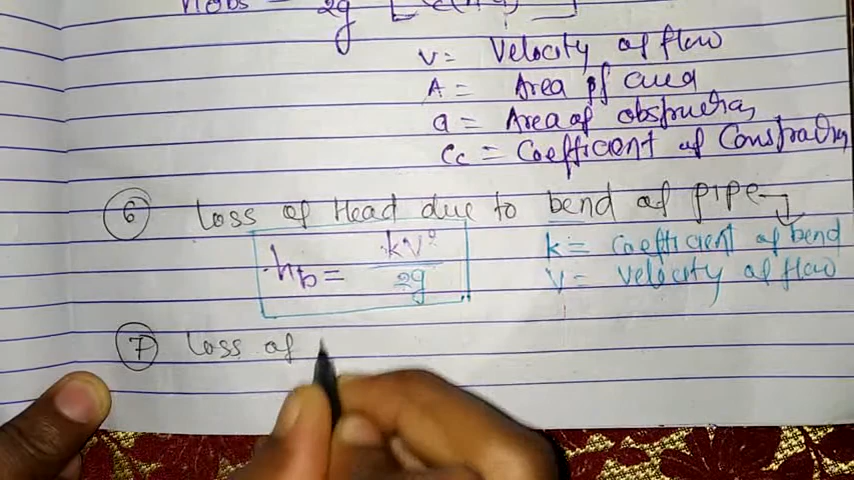 2g
V = Velocity of flow
A = Area of area
a = Area of obstruction
Cc = Coefficient of Constraction
⑥ Loss of Head due to bend of pipe
hb = kV² / 2g
k = coefficient of bend
V = velocity of flow
⑦ Loss of